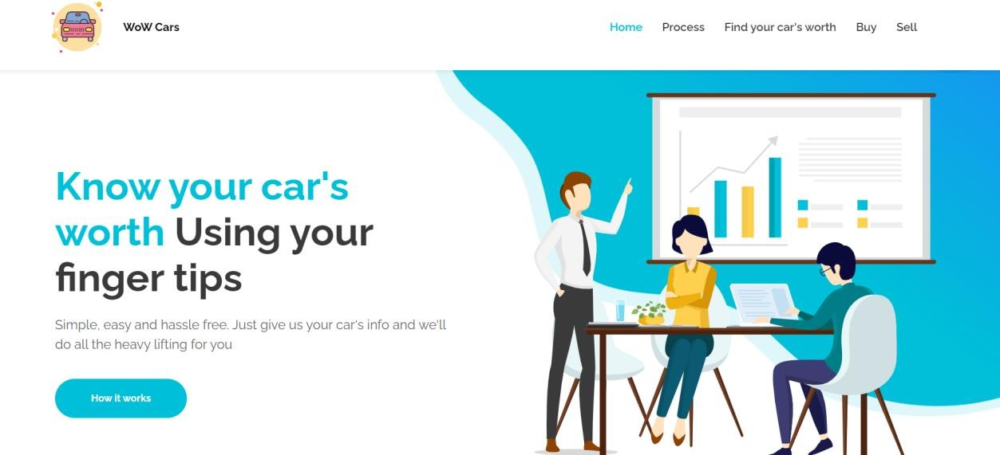 WoW Cars
Home
Process
Find your car's worth
Buy
Sell
Know your car's
worth Using your
finger tips
Simple, easy and hassle free. Just give us your car's info and we'll
do all the heavy lifting for you
How it works